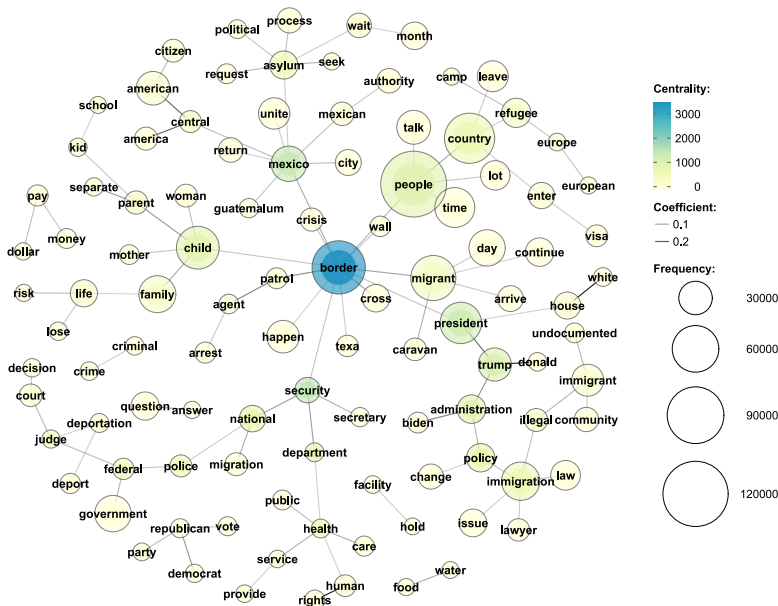 process
political
wait
month
citizen
asylum
seek
request
american
authority
camp
leave
school
unite
mexican
refugee
central
talk
country
america
return
kid
mexico
city
europe
people
lot
european
separate
woman
parent
enter
pay
guatemalum
time
crisis
wall
visa
money
dollar
mother
child
day
continue
border
patrol
migrant
white
risk
life
family
cross
arrive
house
agent
president
undocumented
lose
happen
texa
criminal
arrest
caravan
decision
crime
trump
donald
immigrant
court
security
question
answer
administration
deportation
national
secretary
biden
illegal
community
judge
department
policy
federal
police
migration
deport
change
immigration
law
facility
public
government
republican
vote
health
hold
issue
lawyer
party
care
service
democrat
human
water
food
provide
rights
Centrality:
3000
2000
1000
0
Coefficient:
0.1
0.2
Frequency:
30000
60000
90000
120000